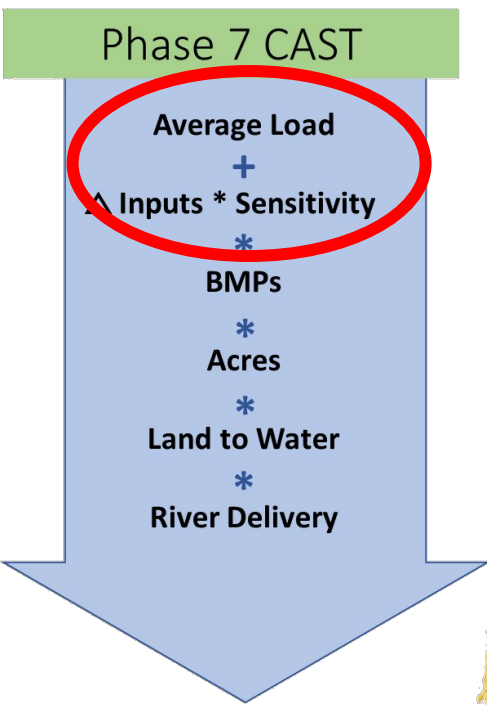 Phase 7 CAST
Average Load
+
△ Inputs * Sensitivity
*
BMPs
*
Acres
*
Land to Water
*
River Delivery